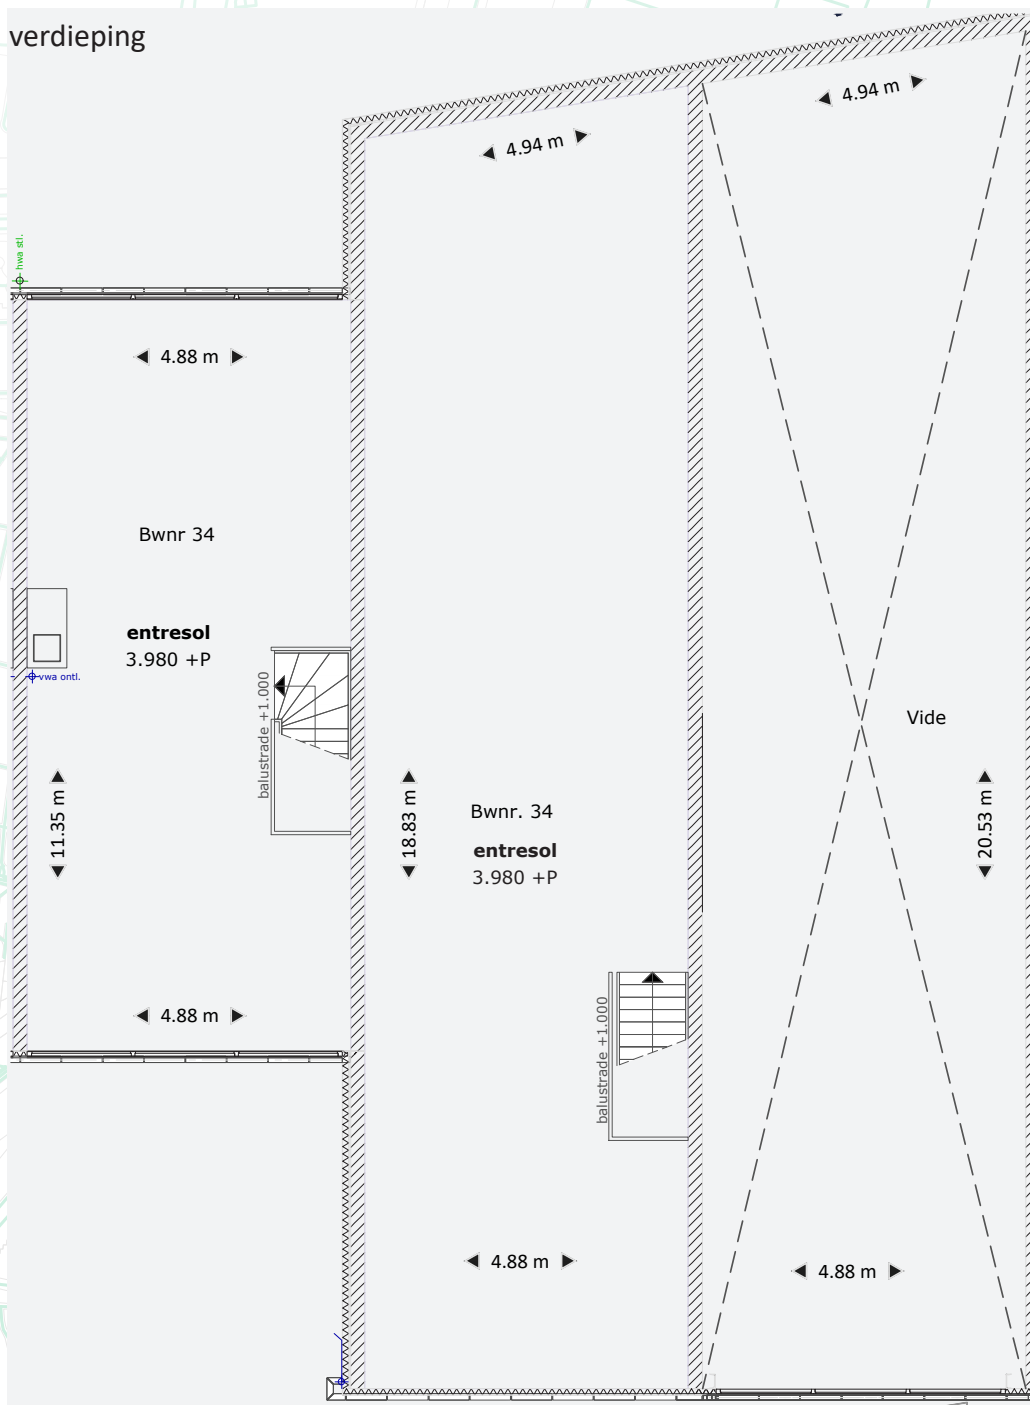 verdieping
4.94 m
4.94 m
hwa stl.
4.88 m
Bwnr 34
entresol
3.980 +P
vwa ontl.
balustrade +1.000
Vide
11.35 m
18.83 m
Bwnr. 34
entresol
3.980 +P
20.53 m
4.88 m
balustrade +1.000
4.88 m
4.88 m